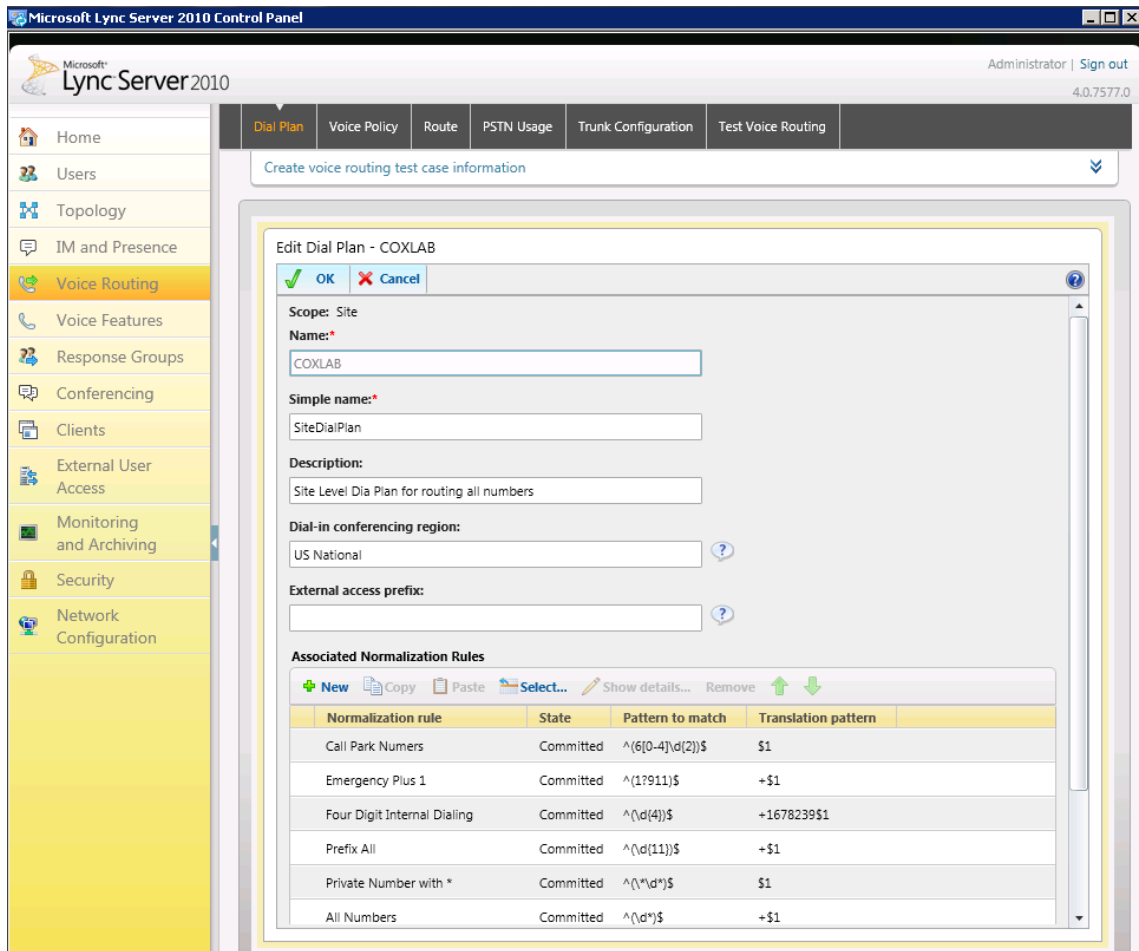 Microsoft Lync Server 2010 Control Panel
Microsoft®
Lync Server 2010
Administrator | Sign out
4.0.7577.0
Home
Users
Topology
IM and Presence
Voice Routing
Voice Features
Response Groups
Conferencing
Clients
External User
Access
Monitoring
and Archiving
Security
Network
Configuration
Dial Plan Voice Policy Route PSTN Usage Trunk Configuration Test Voice Routing
Create voice routing test case information
Edit Dial Plan - COXLAB
OK Cancel
Scope: Site
Name:*
COXLAB
Simple name:*
SiteDialPlan
Description:
Site Level Dia Plan for routing all numbers
Dial-in conferencing region:
US National
External access prefix:
Associated Normalization Rules
New Copy Paste Select... Show details... Remove
Normalization rule State Pattern to match Translation pattern
Call Park Numers Committed ^(6[0-4]\d{2})$ $1
Emergency Plus 1 Committed ^(1?911)$ +$1
Four Digit Internal Dialing Committed ^(\d{4})$ +1678239$1
Prefix All Committed ^(\d{11})$ +$1
Private Number with * Committed ^(\*\d*)$ $1
All Numbers Committed ^(\d*)$ +$1